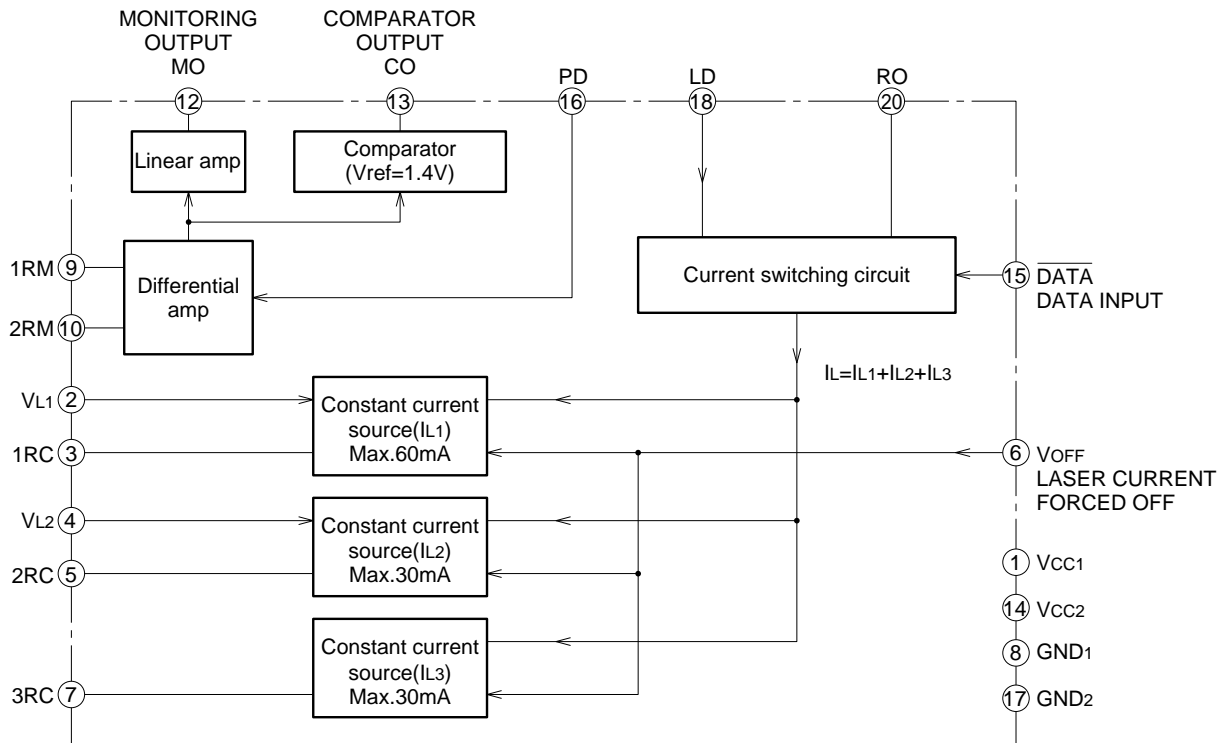 MONITORING
OUTPUT
MO
COMPARATOR
OUTPUT
CO
PD
LD
RO
12
13
16
18
20
Linear amp
Comparator
(Vref=1.4V)
1RM 9
2RM 10
Differential
amp
Current switching circuit
15 DATA
DATA INPUT
IL=IL1+IL2+IL3
VL1 2
1RC 3
Constant current
source(IL1)
Max.60mA
6 VOFF
LASER CURRENT
FORCED OFF
VL2 4
2RC 5
Constant current
source(IL2)
Max.30mA
1 VCC1
14 VCC2
8 GND1
17 GND2
3RC 7
Constant current
source(IL3)
Max.30mA